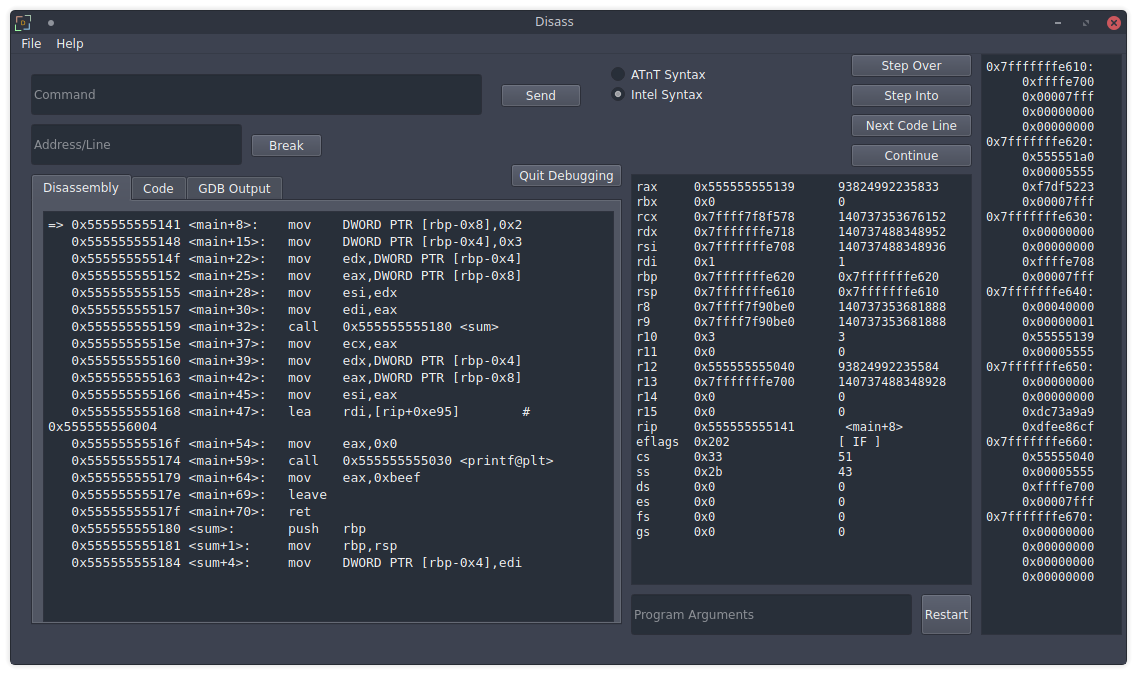 Disass
File Help
Command
Send
ATnT Syntax
Intel Syntax
Address/Line
Break
Quit Debugging
Step Over
Step Into
Next Code Line
Continue
Disassembly Code GDB Output
=> 0x555555555141 <main+8>: mov DWORD PTR [rbp-0x8],0x2
0x555555555148 <main+15>: mov DWORD PTR [rbp-0x4],0x3
0x55555555514f <main+22>: mov edx,DWORD PTR [rbp-0x4]
0x555555555152 <main+25>: mov eax,DWORD PTR [rbp-0x8]
0x555555555155 <main+28>: mov esi,edx
0x555555555157 <main+30>: mov edi,eax
0x555555555159 <main+32>: call 0x555555555180 <sum>
0x55555555515e <main+37>: mov ecx,eax
0x555555555160 <main+39>: mov edx,DWORD PTR [rbp-0x4]
0x555555555163 <main+42>: mov eax,DWORD PTR [rbp-0x8]
0x555555555166 <main+45>: mov esi,eax
0x555555555168 <main+47>: lea rdi,[rip+0xe95] #
0x555555556004
0x55555555516f <main+54>: mov eax,0x0
0x555555555174 <main+59>: call 0x555555555030 <printf@plt>
0x555555555179 <main+64>: mov eax,0xbeef
0x55555555517e <main+69>: leave
0x55555555517f <main+70>: ret
0x555555555180 <sum>: push rbp
0x555555555181 <sum+1>: mov rbp,rsp
0x555555555184 <sum+4>: mov DWORD PTR [rbp-0x4],edi
rax 0x555555555139 93824992235833
rbx 0x0 0
rcx 0x7ffff7f8f578 140737353676152
rdx 0x7fffffffe718 140737488348952
rsi 0x7fffffffe708 140737488348936
rdi 0x1 1
rbp 0x7fffffffe620 0x7fffffffe620
rsp 0x7fffffffe610 0x7fffffffe610
r8 0x7ffff7f90be0 140737353681888
r9 0x7ffff7f90be0 140737353681888
r10 0x3 3
r11 0x0 0
r12 0x555555555040 93824992235584
r13 0x7fffffffe700 140737488348928
r14 0x0 0
r15 0x0 0
rip 0x555555555141 <main+8>
eflags 0x202 [ IF ]
cs 0x33 51
ss 0x2b 43
ds 0x0 0
es 0x0 0
fs 0x0 0
gs 0x0 0
Program Arguments
Restart
0x7fffffffe610:
0xffffe700
0x00007fff
0x00000000
0x00000000
0x7fffffffe620:
0x555551a0
0x00005555
0xf7df5223
0x00007fff
0x7fffffffe630:
0x00000000
0x00000000
0xffffe708
0x00007fff
0x7fffffffe640:
0x00040000
0x00000001
0x55555139
0x00005555
0x7fffffffe650:
0x00000000
0x00000000
0xdc73a9a9
0xdfee86cf
0x7fffffffe660:
0x55555040
0x00005555
0xffffe700
0x00007fff
0x7fffffffe670:
0x00000000
0x00000000
0x00000000
0x00000000